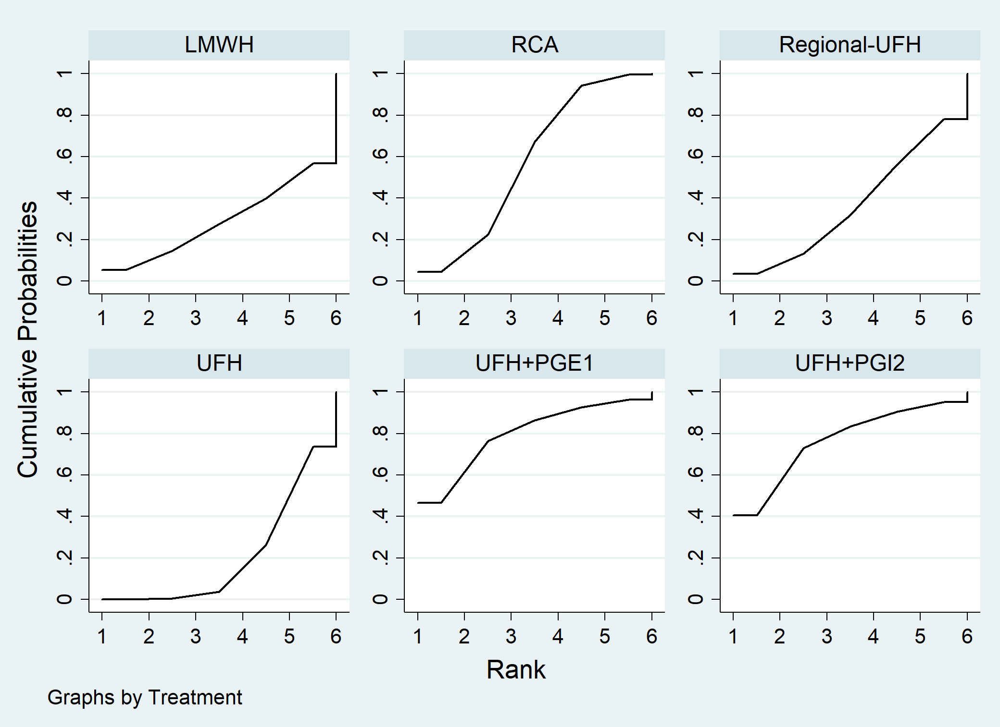 LMWH
RCA
Regional-UFH
1
.8
.6
.4
.2
0
1 2 3 4 5 6
1
.8
.6
.4
.2
0
1 2 3 4 5 6
1
.8
.6
.4
.2
0
1 2 3 4 5 6
Cumulative Probabilities
UFH
UFH+PGE1
UFH+PGI2
1
.8
.6
.4
.2
0
1 2 3 4 5 6
1
.8
.6
.4
.2
0
1 2 3 4 5 6
1
.8
.6
.4
.2
0
1 2 3 4 5 6
Rank
Graphs by Treatment